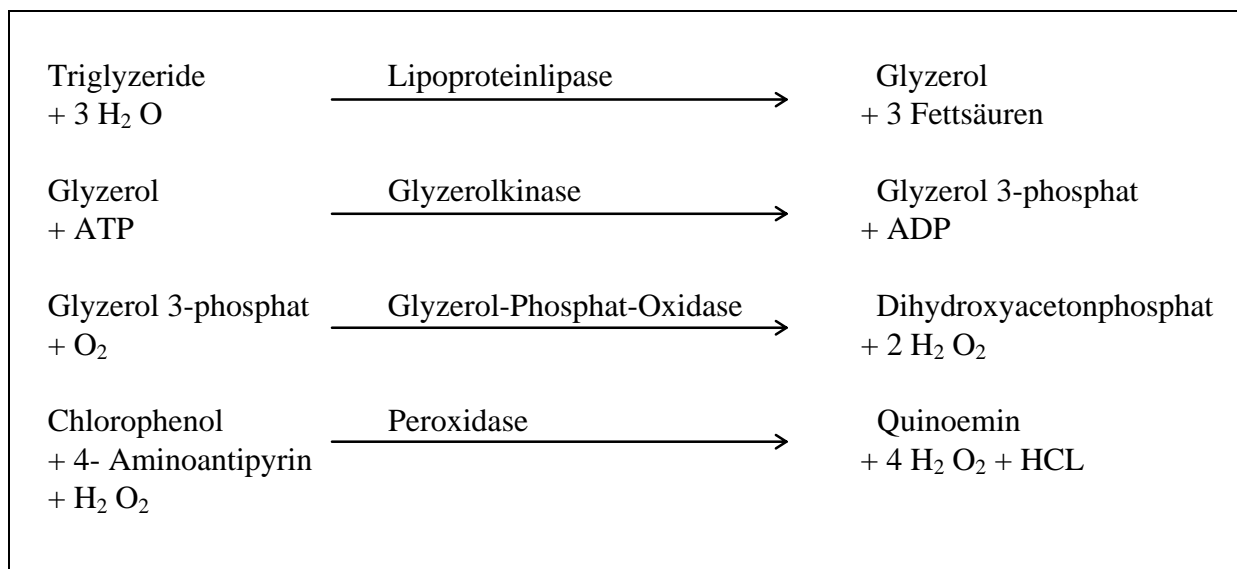 Triglyzeride Lipoproteinlipase Glyzerol
+ 3 H₂ O + 3 Fettsäuren
Glyzerol Glyzerolkinase Glyzerol 3-phosphat
+ ATP + ADP
Glyzerol 3-phosphat Glyzerol-Phosphat-Oxidase Dihydroxyacetonphosphat
+ O₂ + 2 H₂ O₂
Chlorophenol Peroxidase Quinoemin
+ 4- Aminoantipyrin + 4 H₂ O₂ + HCL
+ H₂ O₂